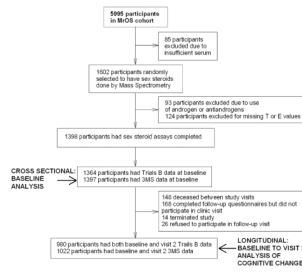 5995 participants
in MrOS cohort
85 participants
excluded due to
insufficient serum
1602 participants randomly
selected to have sex steroids
done by Mass Spectrometry
93 participants excluded due to use
of androgen or antiandrogens
124 participants excluded for missing T or E values
1398 participants had sex steroid assays completed
CROSS SECTIONAL:
BASELINE
ANALYSIS
1364 participants had Trials B data at baseline
1397 participants had 3MS data at baseline
148 deceased between study visits
168 completed follow-up questionnaires but did not
participate in clinic visit
14 terminated study
26 refused to participate in follow-up visit
980 participants had both baseline and visit 2 Trails B data
1022 participants had baseline and visit 2 3MS data
LONGITUDINAL:
BASELINE TO VISIT 2
ANALYSIS OF
COGNITIVE CHANGE